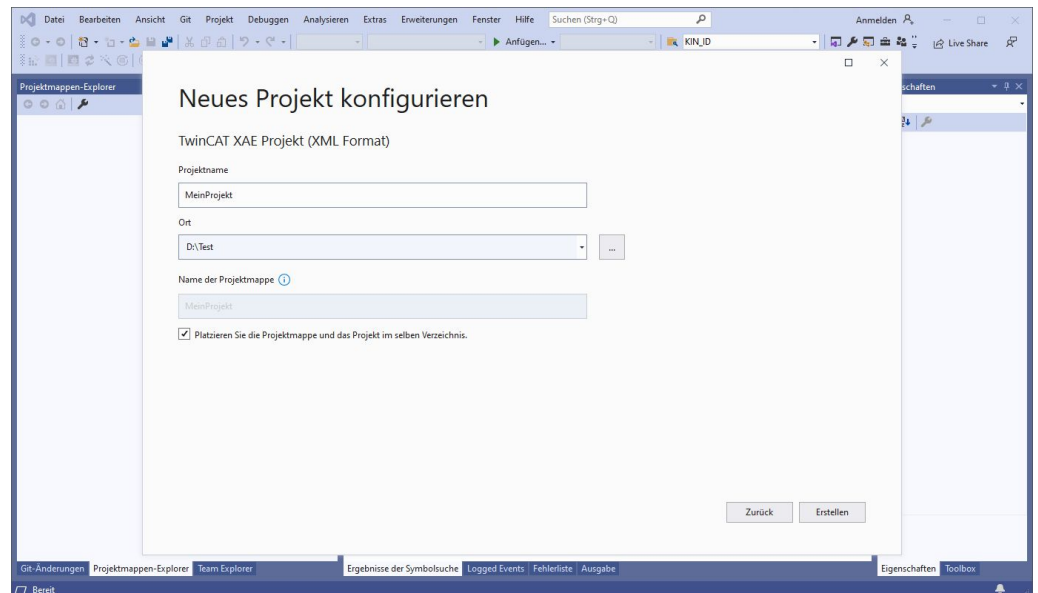 Datei Bearbeiten Ansicht Git Projekt Debuggen Analysieren Extras Erweiterungen Fenster Hilfe Suchen (Strg+Q) Anmelden
Anfügen... KIN_ID Live Share
Projektmappen-Explorer
schaften
Neues Projekt konfigurieren
TwinCAT XAE Projekt (XML Format)
Projektname
MeinProjekt
Ort
D:\Test
...
Name der Projektmappe
MeinProjekt
Platzieren Sie die Projektmappe und das Projekt im selben Verzeichnis.
Zurück Erstellen
Git-Änderungen Projektmappen-Explorer Team Explorer Ergebnisse der Symbolsuche Logged Events Fehlerliste Ausgabe Eigenschaften Toolbox
Bereit